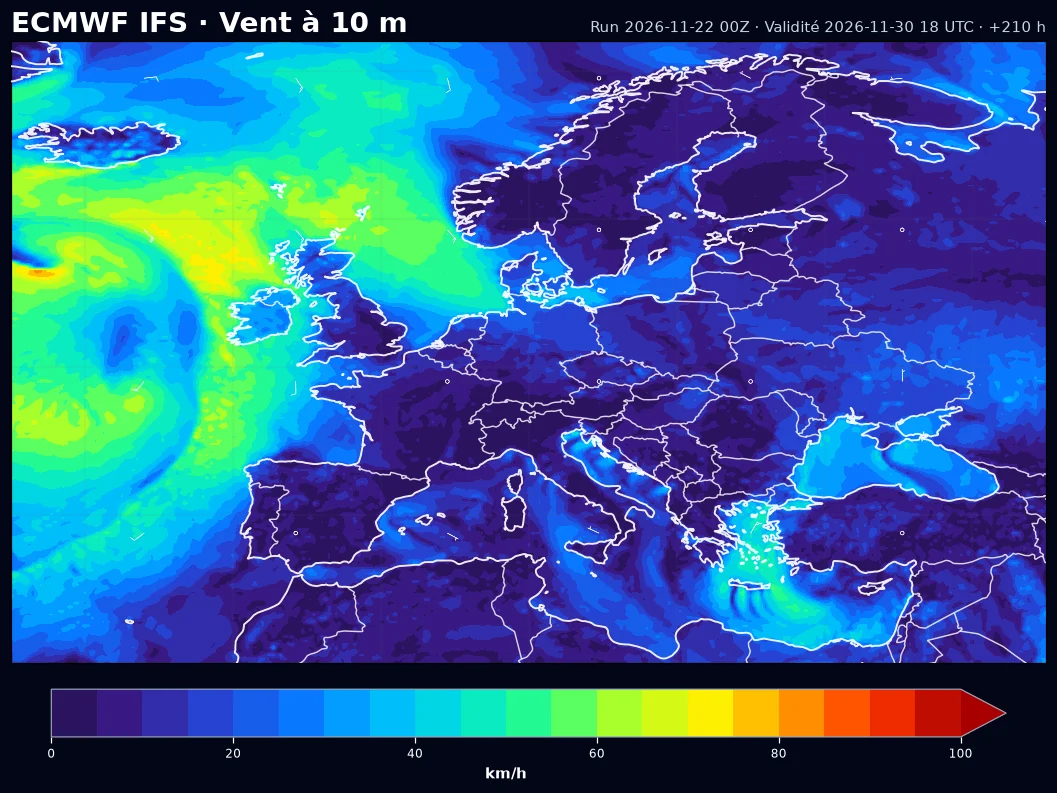 ECMWF IFS · Vent à 10 m
Run 2026-11-22 00Z · Validité 2026-11-30 18 UTC · +210 h
0 20 40 60 80 100
km/h